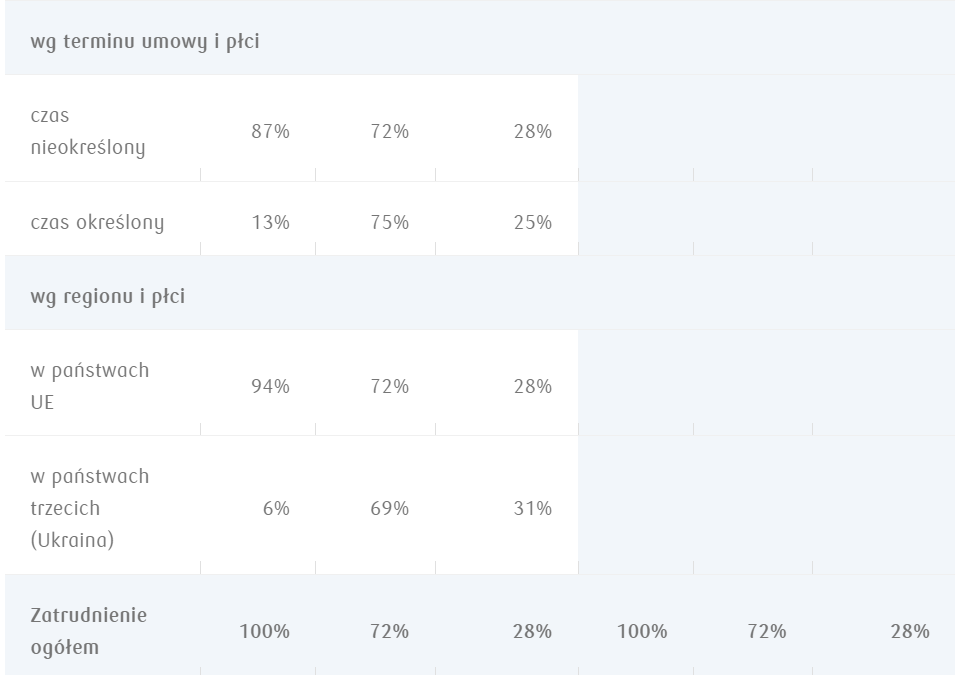 wg terminu umowy i płci
czas
nieokreślony 87% 72% 28%
czas określony 13% 75% 25%
wg regionu i płci
w państwach
UE 94% 72% 28%
w państwach
trzecich 6% 69% 31%
(Ukraina)
Zatrudnienie
ogółem 100% 72% 28% 100% 72% 28%